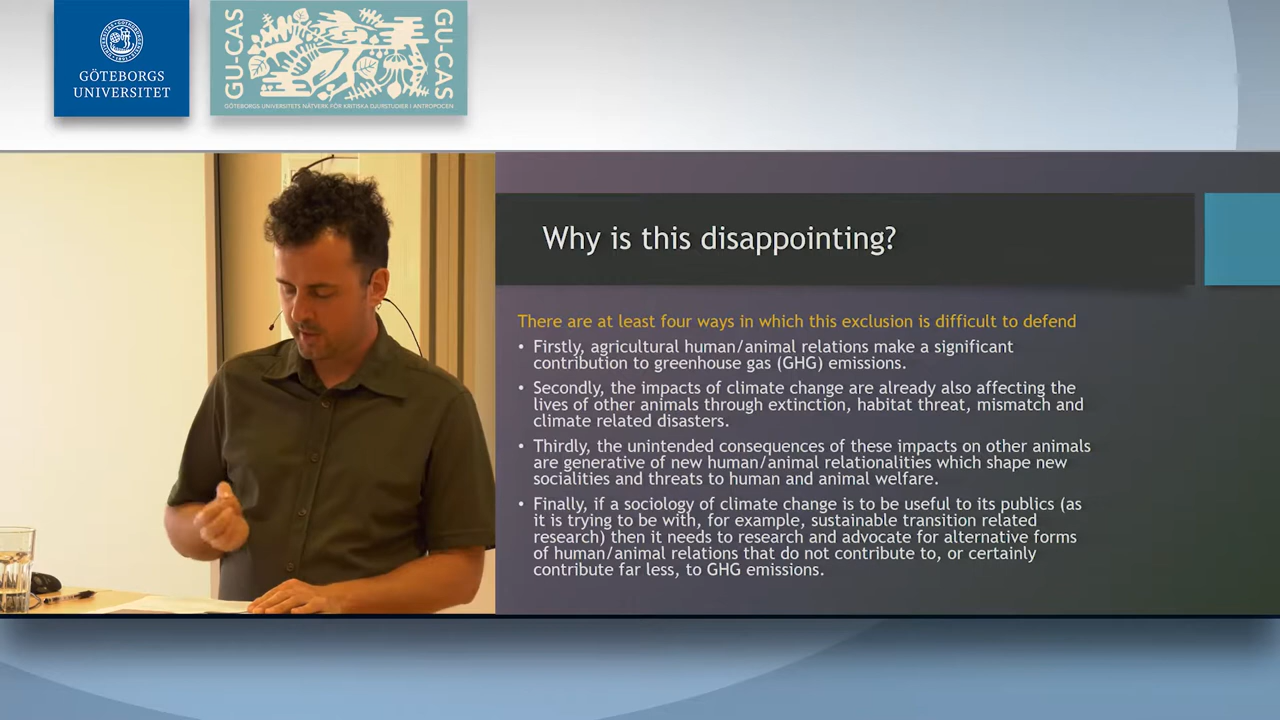 GÖTEBORGS
UNIVERSITET
GU-CAS
GU-CAS
GÖTEBORGS UNIVERSITETS NÄTVERK FÖR KRITISKA DJURSTUDIER I ANTROPOCEN
Why is this disappointing?
There are at least four ways in which this exclusion is difficult to defend
• Firstly, agricultural human/animal relations make a significant
contribution to greenhouse gas (GHG) emissions.
• Secondly, the impacts of climate change are already also affecting the
lives of other animals through extinction, habitat threat, mismatch and
climate related disasters.
• Thirdly, the unintended consequences of these impacts on other animals
are generative of new human/animal relationalities which shape new
socialities and threats to human and animal welfare.
• Finally, if a sociology of climate change is to be useful to its publics (as
it is trying to be with, for example, sustainable transition related
research) then it needs to research and advocate for alternative forms
of human/animal relations that do not contribute to, or certainly
contribute far less, to GHG emissions.